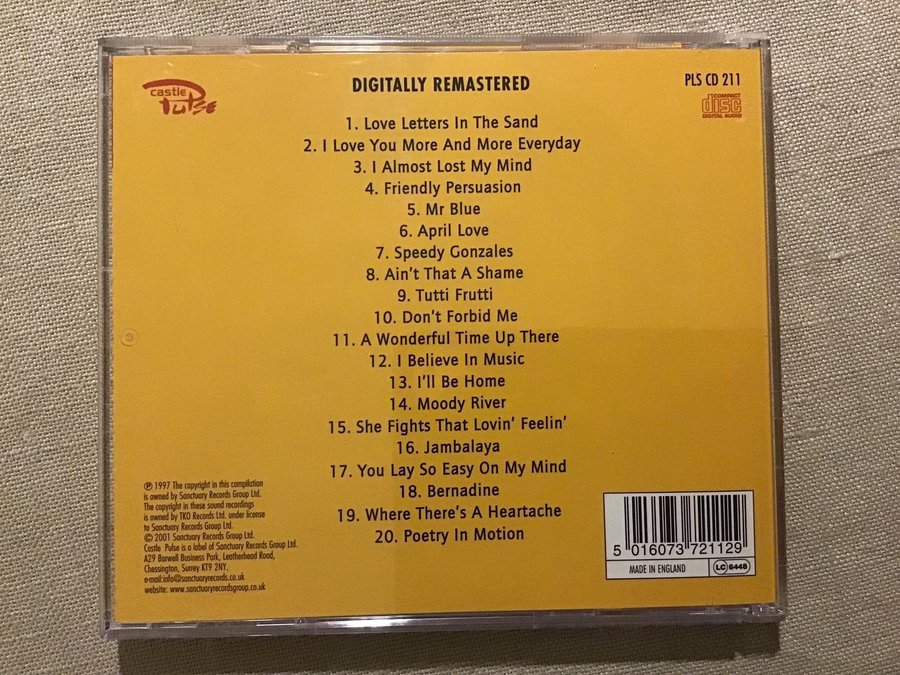 castle
Pulse
DIGITALLY REMASTERED
PLS CD 211
COMPACT
disc
DIGITAL AUDIO
1. Love Letters In The Sand
2. I Love You More And More Everyday
3. I Almost Lost My Mind
4. Friendly Persuasion
5. Mr Blue
6. April Love
7. Speedy Gonzales
8. Ain't That A Shame
9. Tutti Frutti
10. Don't Forbid Me
11. A Wonderful Time Up There
12. I Believe In Music
13. I'll Be Home
14. Moody River
15. She Fights That Lovin' Feelin'
16. Jambalaya
17. You Lay So Easy On My Mind
18. Bernadine
19. Where There's A Heartache
20. Poetry In Motion
℗ 1997 The copyright in this compilation
is owned by Sanctuary Records Group Ltd.
The copyright in these sound recordings
is owned by TKO Records Ltd. under license
to Sanctuary Records Group Ltd.
© 2001 Sanctuary Records Group Ltd.
Castle Pulse is a label of Sanctuary Records Group Ltd.
A29 Barwell Business Park, Leatherhead Road,
Chessington, Surrey KT9 2NY.
e-mail:info@sanctuaryrecords.co.uk
website: www.sanctuaryrecordsgroup.co.uk
5 016073 721129
MADE IN ENGLAND
LC 6448